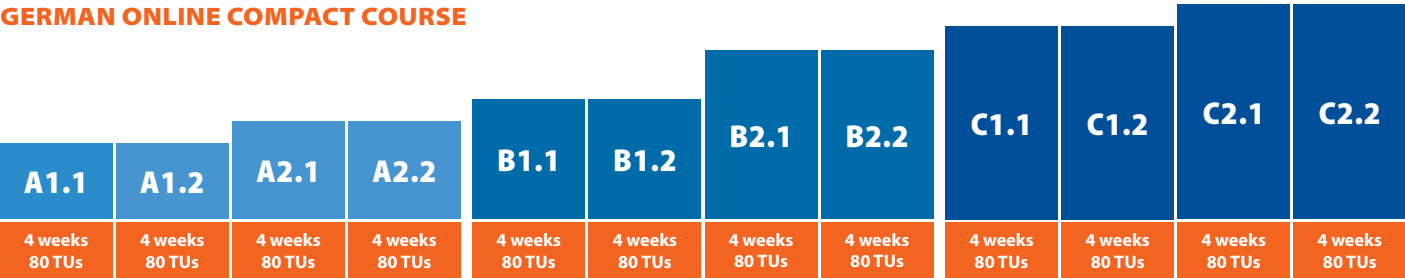 GERMAN ONLINE COMPACT COURSE
A1.1
A1.2
A2.1
A2.2
B1.1
B1.2
B2.1
B2.2
C1.1
C1.2
C2.1
C2.2
4 weeks
80 TUs
4 weeks
80 TUs
4 weeks
80 TUs
4 weeks
80 TUs
4 weeks
80 TUs
4 weeks
80 TUs
4 weeks
80 TUs
4 weeks
80 TUs
4 weeks
80 TUs
4 weeks
80 TUs
4 weeks
80 TUs
4 weeks
80 TUs